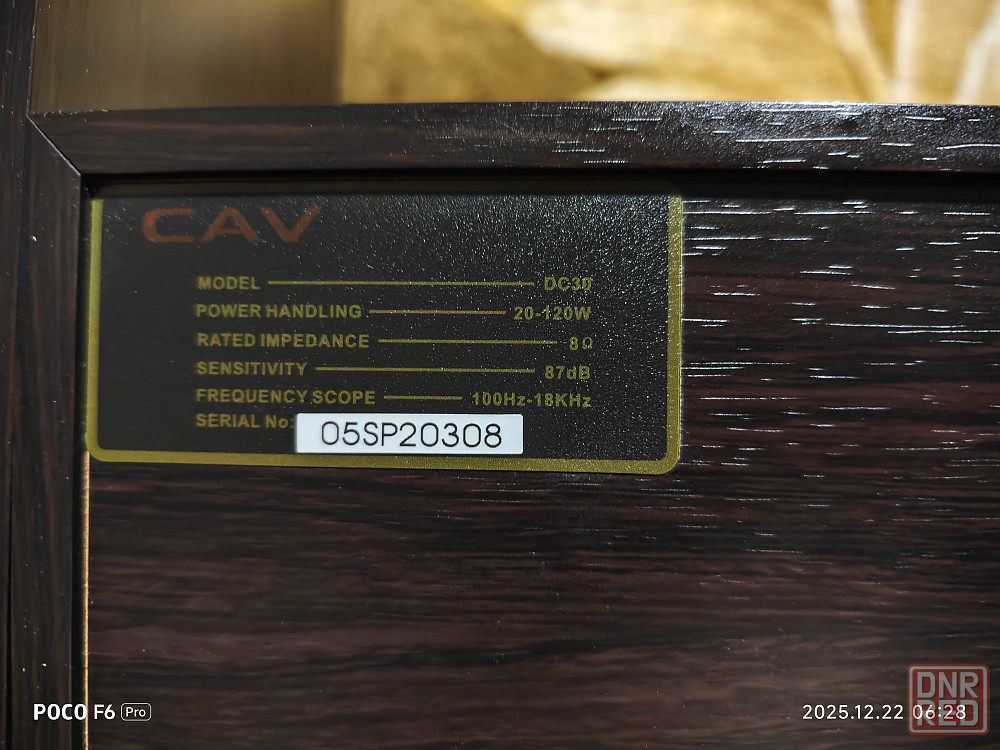 CAV
MODEL DC30
POWER HANDLING 20-120W
RATED IMPEDANCE 8Ω
SENSITIVITY 87dB
FREQUENCY SCOPE 100Hz-18KHz
SERIAL No: 05SP20308
POCO F6 Pro
2025.12.22 06:28
DNR
RED